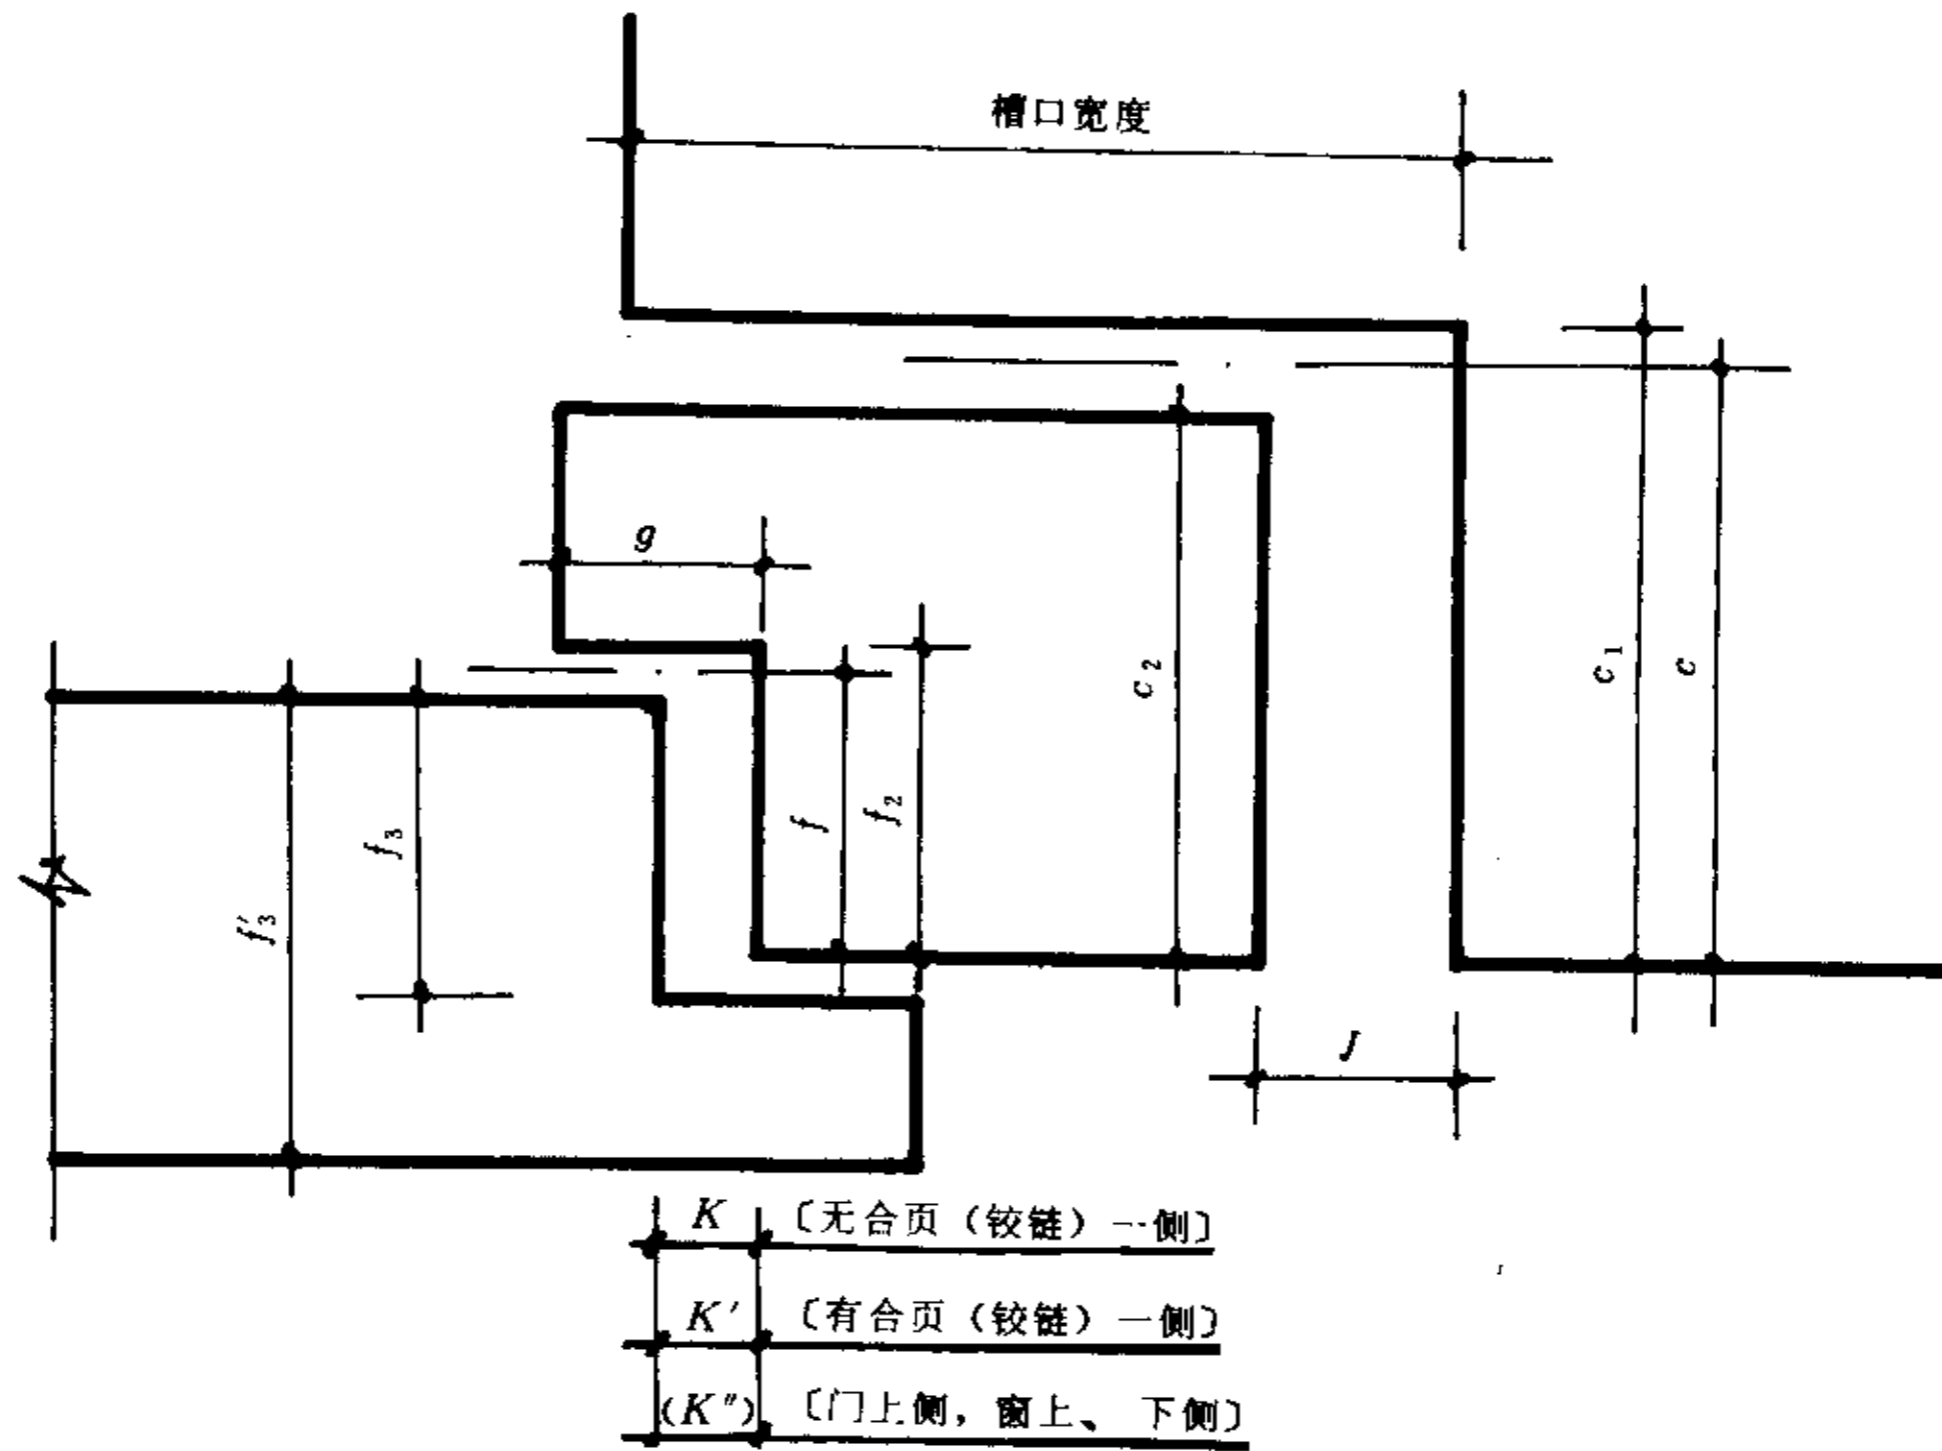 槽口宽度
g
c₂
c₁
c
f
f₂
f₃
f′₃
J
K〔无合页（铰链）一侧〕
K′〔有合页（铰链）一侧〕
(K″)〔门上侧，窗上、下侧〕